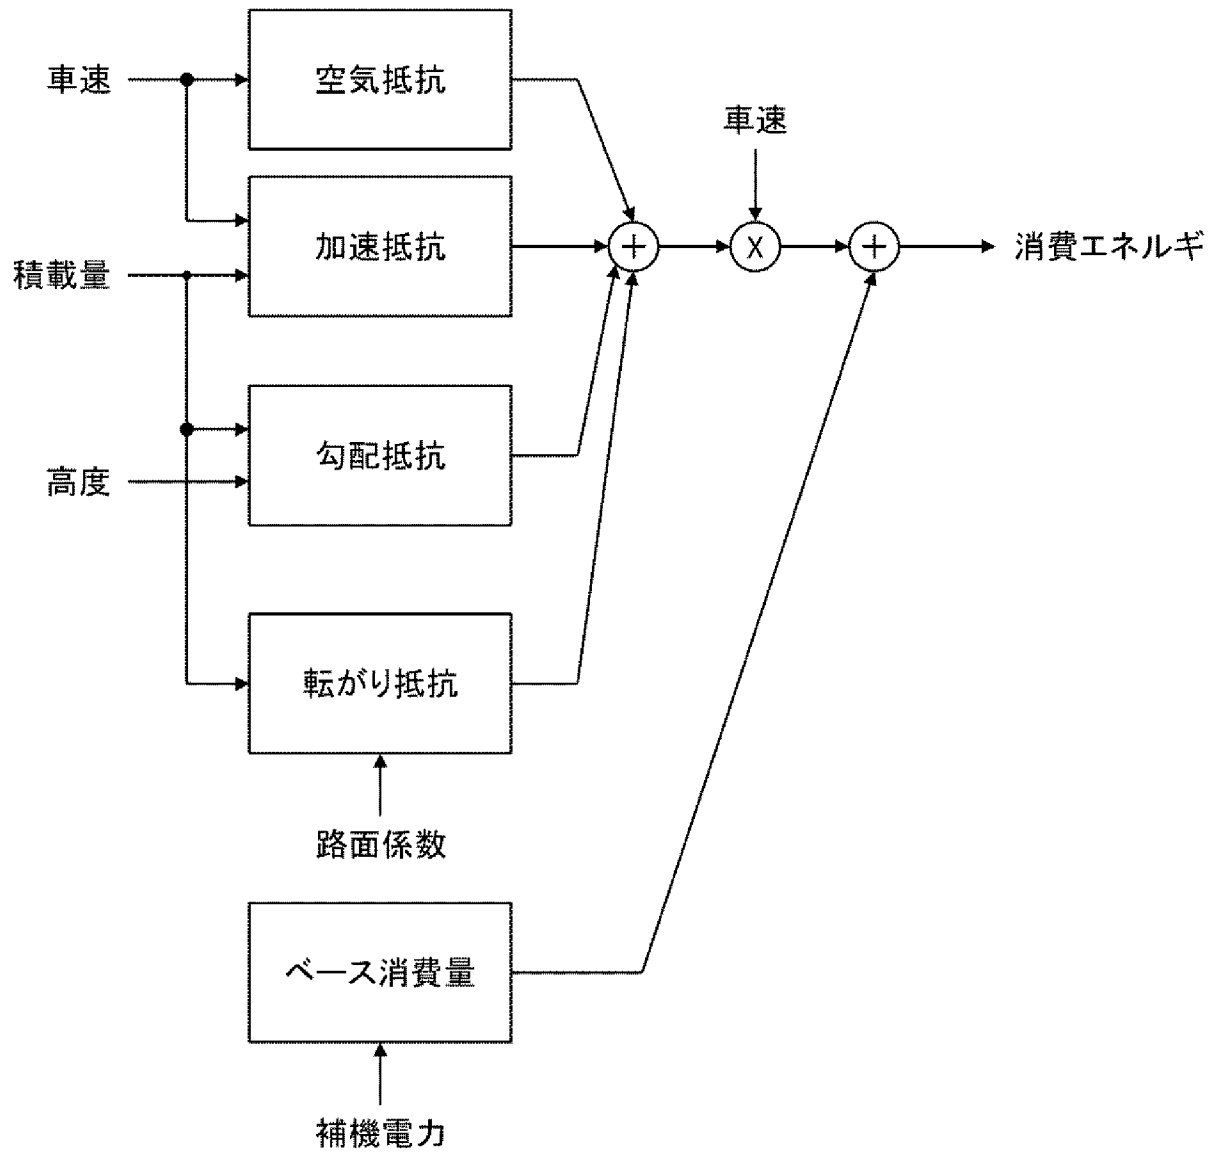 車速
空気抵抗
車速
加速抵抗
+
X
+
消費エネルギ
積載量
勾配抵抗
高度
転がり抵抗
路面係数
ベース消費量
補機電力